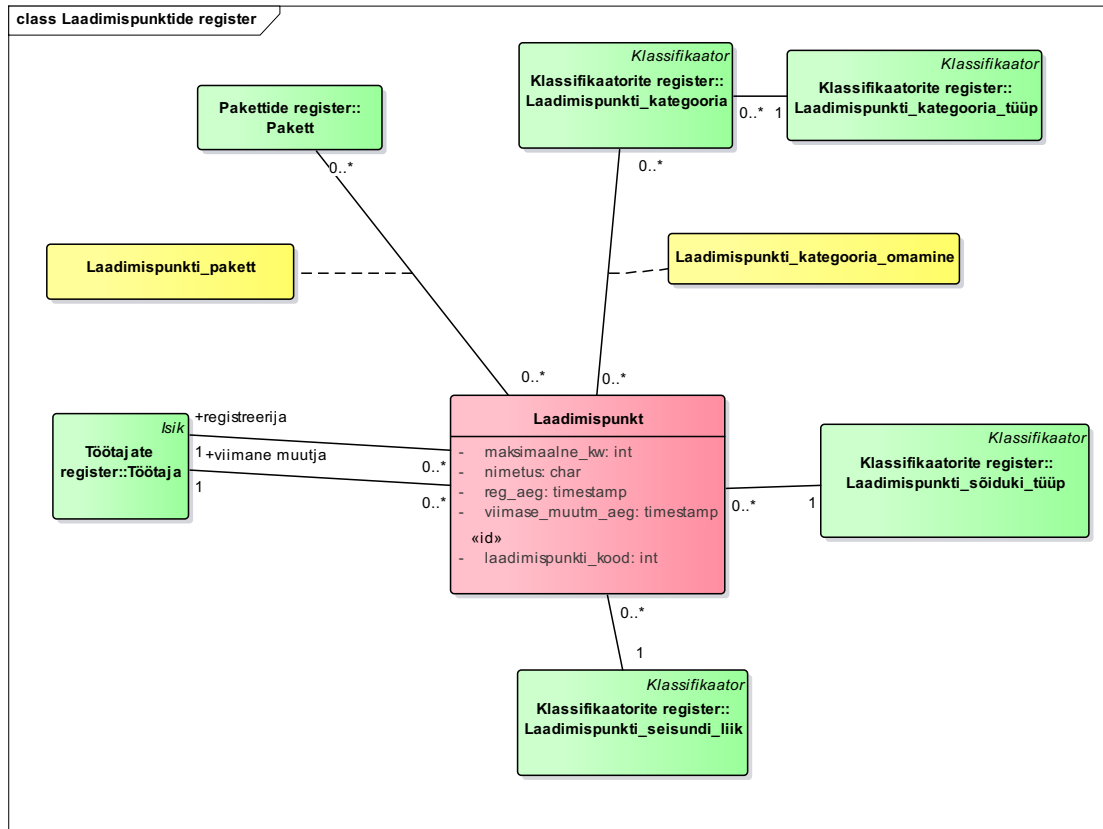 class Laadimispunktide register
Klassifikaator
Klassifikaatorite register::
Laadimispunkti_kategooria
0..*
1
Klassifikaator
Klassifikaatorite register::
Laadimispunkti_kategooria_tüüp
Pakettide register::
Pakett
0..*
0..*
Laadimispunkti_pakett
Laadimispunkti_kategooria_omamine
0..*
0..*
Isik
Töötajate
register::Töötaja
+registreerija
1
0..*
+viimane muutja
1
0..*
Laadimispunkt
- maksimaalne_kw: int
- nimetus: char
- reg_aeg: timestamp
- viimase_muutm_aeg: timestamp
«id»
- laadimispunkti_kood: int
0..*
1
Klassifikaator
Klassifikaatorite register::
Laadimispunkti_sõiduki_tüüp
0..*
1
Klassifikaator
Klassifikaatorite register::
Laadimispunkti_seisundi_liik